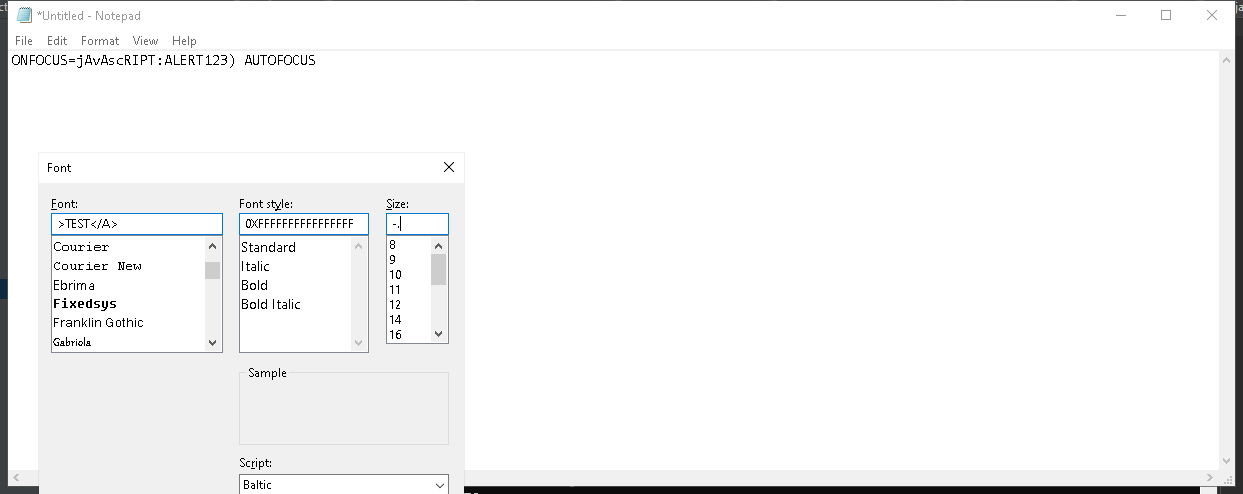 *Untitled - Notepad
File Edit Format View Help
ONFOCUS=jAvAscRIPT:ALERT123) AUTOFOCUS
Font
Font: Font style: Size:
>TEST</A> 0XFFFFFFFFFFFFFFFF -.
Courier Standard 8
Courier New Italic 9
Ebrima Bold 10
Fixedsys Bold Italic 11
Franklin Gothic 12
Gabriola 14
16
Sample
Script:
Baltic